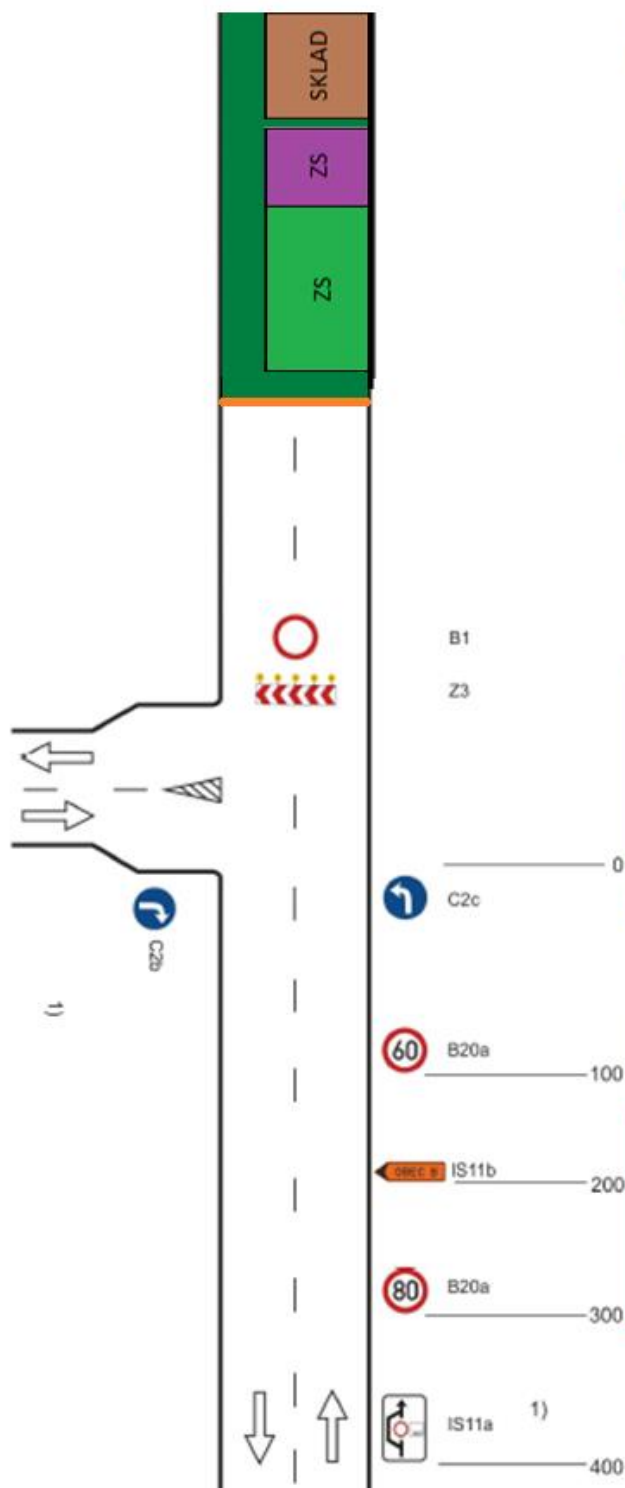 SKLAD
ZS
ZS
B1
Z3
0
C2c
C2b
1)
60
B20a
100
OBEC B
IS11b
200
80
B20a
300
IS11a
1)
400